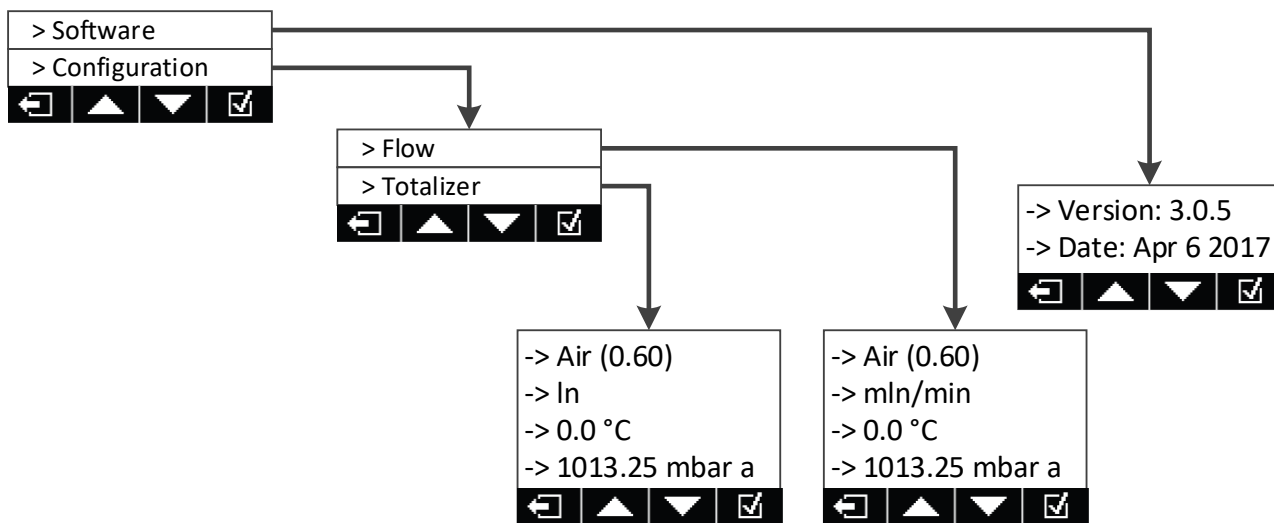 > Software
> Configuration
> Flow
> Totalizer
-> Version: 3.0.5
-> Date: Apr 6 2017
-> Air (0.60)
-> ln
-> 0.0 °C
-> 1013.25 mbar a
-> Air (0.60)
-> mln/min
-> 0.0 °C
-> 1013.25 mbar a